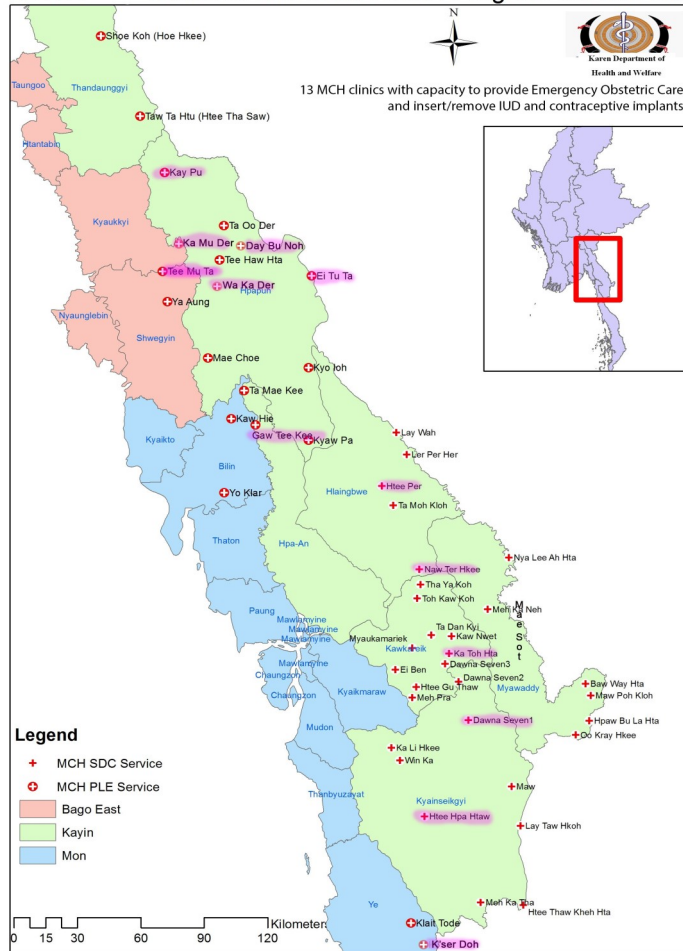 Karen Department of
Health and Welfare
13 MCH clinics with capacity to provide Emergency Obstetric Care
and insert/remove IUD and contraceptive implants
N
Shoe Koh (Hoe Hkee)
Taungoo
Thandaunggyi
Taw Ta Htu (Htee Tha Saw)
Htantabin
Kay Pu
Kyaukkyi
Ta Oo Der
Ka Mu Der
Day Bu Noh
Tee Haw Hta
Tee Mu Ta
Ei Tu Ta
Wa Ka Der
Hpapun
Nyaunglebin
Ya Aung
Shwegyin
Mae Choe
Kyo loh
Ta Mae Kee
Kaw Hie
Gaw Tee Kee
Kyaw Pa
Kyaikto
Lay Wah
Ler Per Her
Bilin
Hlaingbwe
Htee Per
Yo Klar
Ta Moh Kloh
Thaton
Hpa-An
Nya Lee Ah Hta
Naw Ter Hkee
Tha Ya Koh
Toh Kaw Koh
Paung
Meh Ka Neh
Mae Sot
Mawlamyine
Mawlamyine
Mawlamyine
Myaukamariek
Ta Dan Kyi
Kaw Nwet
Kawkareik
Ka Toh Hta
Mawlamyine
Chaungzon
Chaungzon
Kyaikmaraw
Ei Ben
Dawna Seven3
Myawaddy
Dawna Seven2
Htee Gu Thaw
Meh Pra
Baw Way Hta
Maw Poh Kloh
Mudon
Dawna Seven1
Hpaw Bu La Hta
Oo Kray Hkee
Ka Li Hkee
Win Ka
Thanbyuzayat
Maw
Kyainseikgyi
Htee Hpa Htaw
Lay Taw Hkoh
Ye
Meh Ka Tha
Htee Thaw Kheh Hta
Klait Tode
K'ser Doh
Legend
MCH SDC Service
MCH PLE Service
Bago East
Kayin
Mon
Kilometers
0 15 30 60 90 120